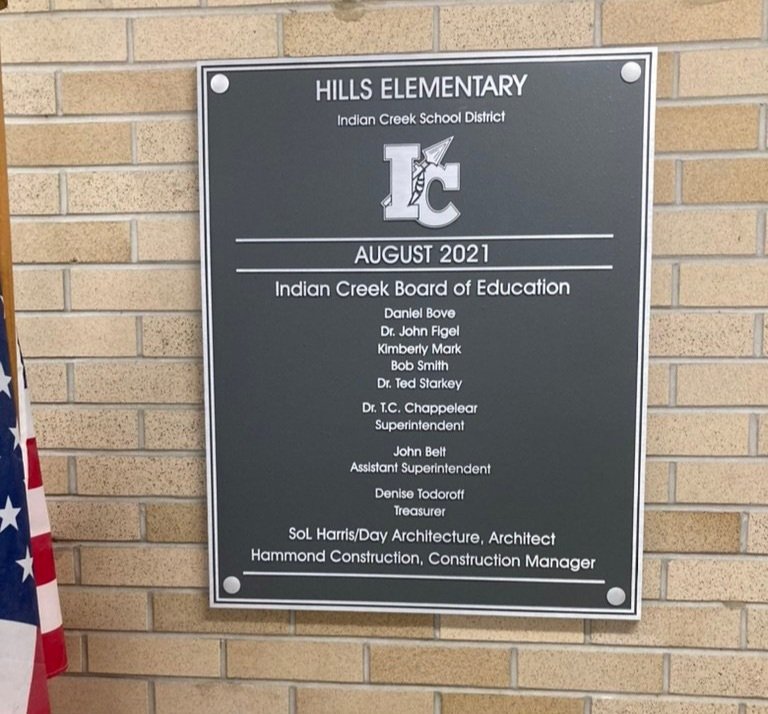 HILLS ELEMENTARY
Indian Creek School District
IC
AUGUST 2021
Indian Creek Board of Education
Daniel Bove
Dr. John Figel
Kimberly Mark
Bob Smith
Dr. Ted Starkey
Dr. T.C. Chappelear
Superintendent
John Belt
Assistant Superintendent
Denise Todoroff
Treasurer
SoL Harris/Day Architecture, Architect
Hammond Construction, Construction Manager